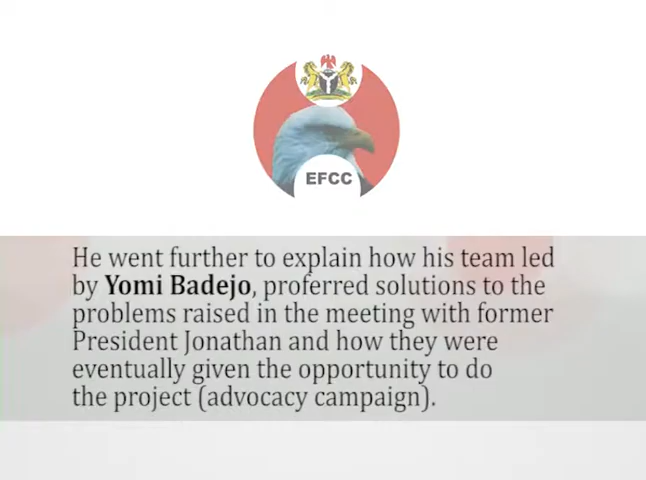 EFCC
He went further to explain how his team led
by Yomi Badejo, proferred solutions to the
problems raised in the meeting with former
President Jonathan and how they were
eventually given the opportunity to do
the project (advocacy campaign).